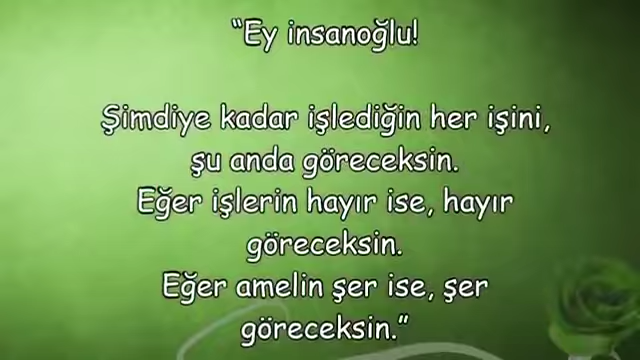 “Ey insanoğlu!
Şimdiye kadar işlediğin her işini,
şu anda göreceksin.
Eğer işlerin hayır ise, hayır
göreceksin.
Eğer amelin şer ise, şer
göreceksin.”